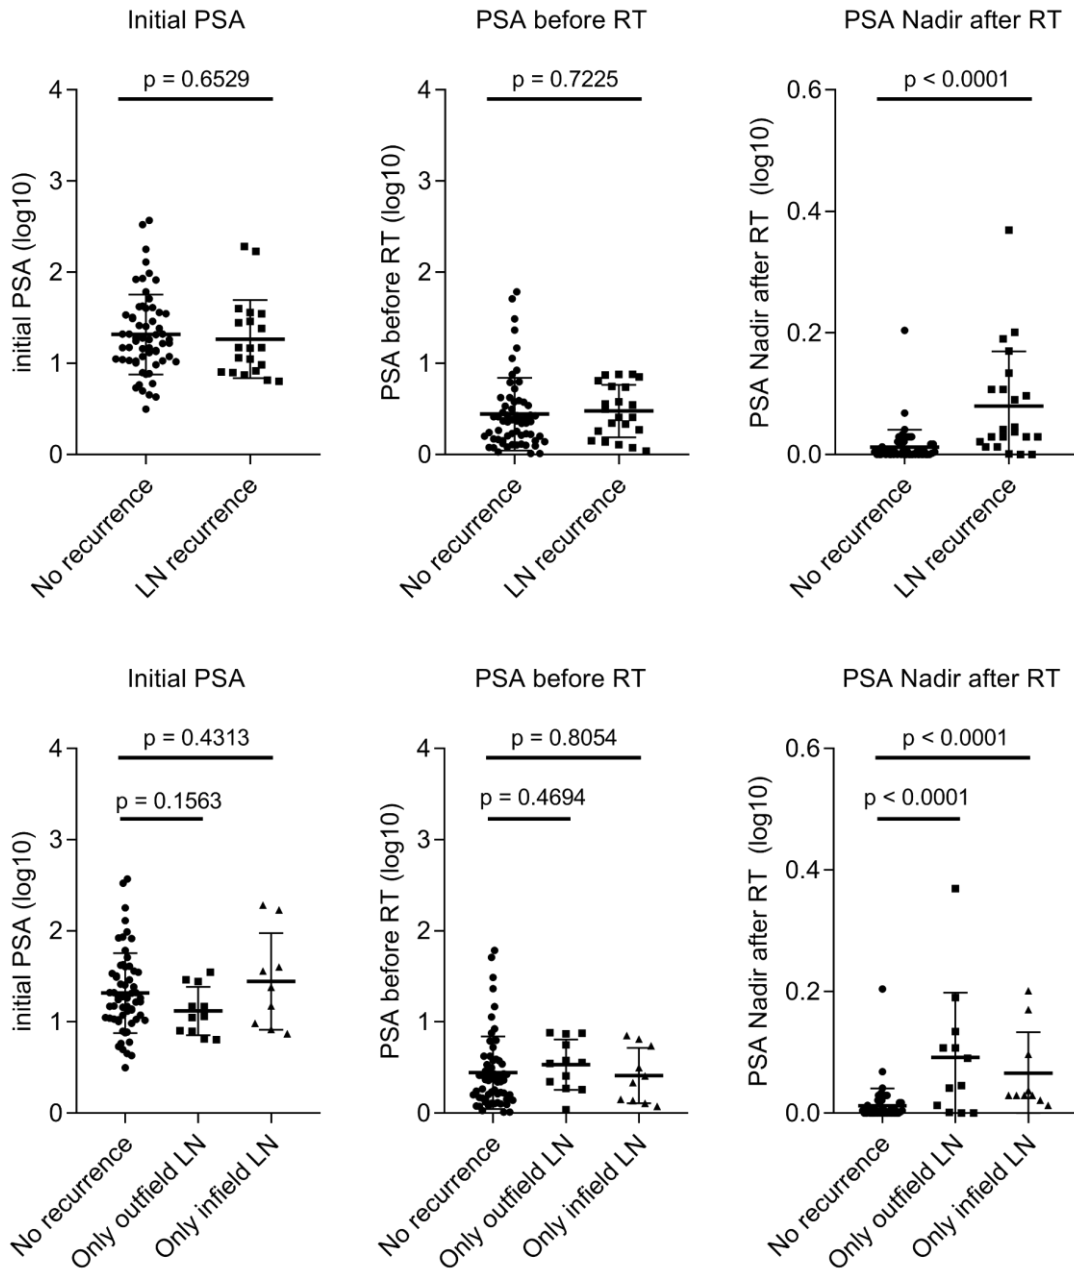 Initial PSA
p = 0.6529
initial PSA (log10)
4
3
2
1
0
No recurrence
LN recurrence
PSA before RT
p = 0.7225
PSA before RT (log10)
4
3
2
1
0
No recurrence
LN recurrence
PSA Nadir after RT
p < 0.0001
PSA Nadir after RT (log10)
0.6
0.4
0.2
0.0
No recurrence
LN recurrence
Initial PSA
p = 0.4313
p = 0.1563
initial PSA (log10)
4
3
2
1
0
No recurrence
Only outfield LN
Only infield LN
PSA before RT
p = 0.8054
p = 0.4694
PSA before RT (log10)
4
3
2
1
0
No recurrence
Only outfield LN
Only infield LN
PSA Nadir after RT
p < 0.0001
p < 0.0001
PSA Nadir after RT (log10)
0.6
0.4
0.2
0.0
No recurrence
Only outfield LN
Only infield LN